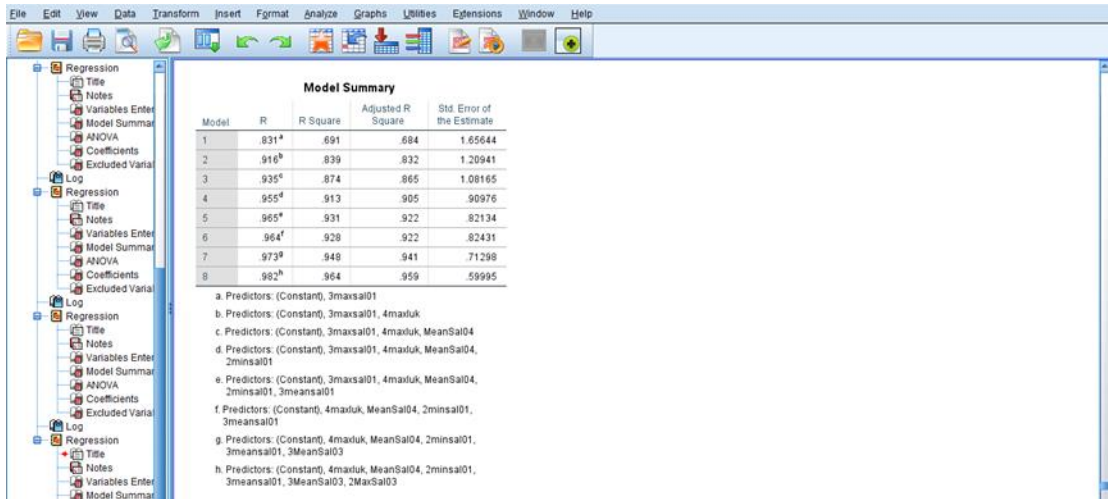 File Edit View Data Transform Insert Format Analyze Graphs Utilities Extensions Window Help
Regression
Title
Notes
Variables Enter
Model Summar
ANOVA
Coefficients
Excluded Varial
Log
Regression
Title
Notes
Variables Enter
Model Summar
ANOVA
Coefficients
Excluded Varial
Log
Regression
Title
Notes
Variables Enter
Model Summar
ANOVA
Coefficients
Excluded Varial
Log
Regression
Title
Notes
Variables Enter
Model Summar
Model Summary
Model R R Square Adjusted R Square Std. Error of the Estimate
1 .831a .691 .684 1.65644
2 .916b .839 .832 1.20941
3 .935c .874 .865 1.08165
4 .955d .913 .905 .90976
5 .965e .931 .922 .82134
6 .964f .928 .922 .82431
7 .973g .948 .941 .71298
8 .982h .964 .959 .59995
a. Predictors: (Constant), 3maxsal01
b. Predictors: (Constant), 3maxsal01, 4maxluk
c. Predictors: (Constant), 3maxsal01, 4maxluk, MeanSal04
d. Predictors: (Constant), 3maxsal01, 4maxluk, MeanSal04,
2minsal01
e. Predictors: (Constant), 3maxsal01, 4maxluk, MeanSal04,
2minsal01, 3meansal01
f. Predictors: (Constant), 4maxluk, MeanSal04, 2minsal01,
3meansal01
g. Predictors: (Constant), 4maxluk, MeanSal04, 2minsal01,
3meansal01, 3MeanSal03
h. Predictors: (Constant), 4maxluk, MeanSal04, 2minsal01,
3meansal01, 3MeanSal03, 2MaxSal03